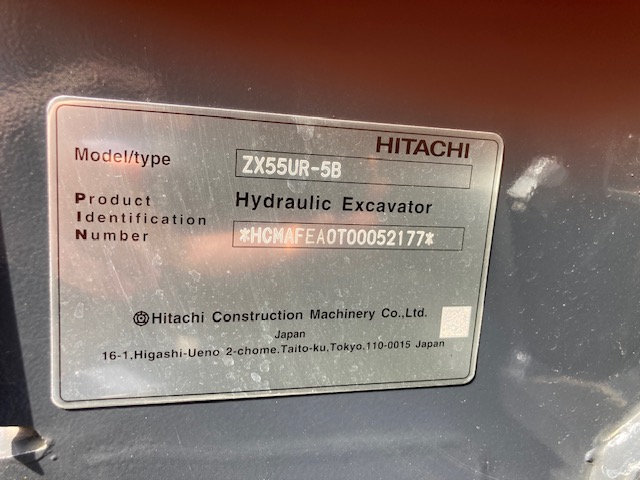 HITACHI
Model/type ZX55UR-5B
Product Hydraulic Excavator
Identification
Number *HCMAFEA0T00052177*
Hitachi Construction Machinery Co.,Ltd.
Japan
16-1,Higashi-Ueno 2-chome,Taito-ku,Tokyo,110-0015 Japan